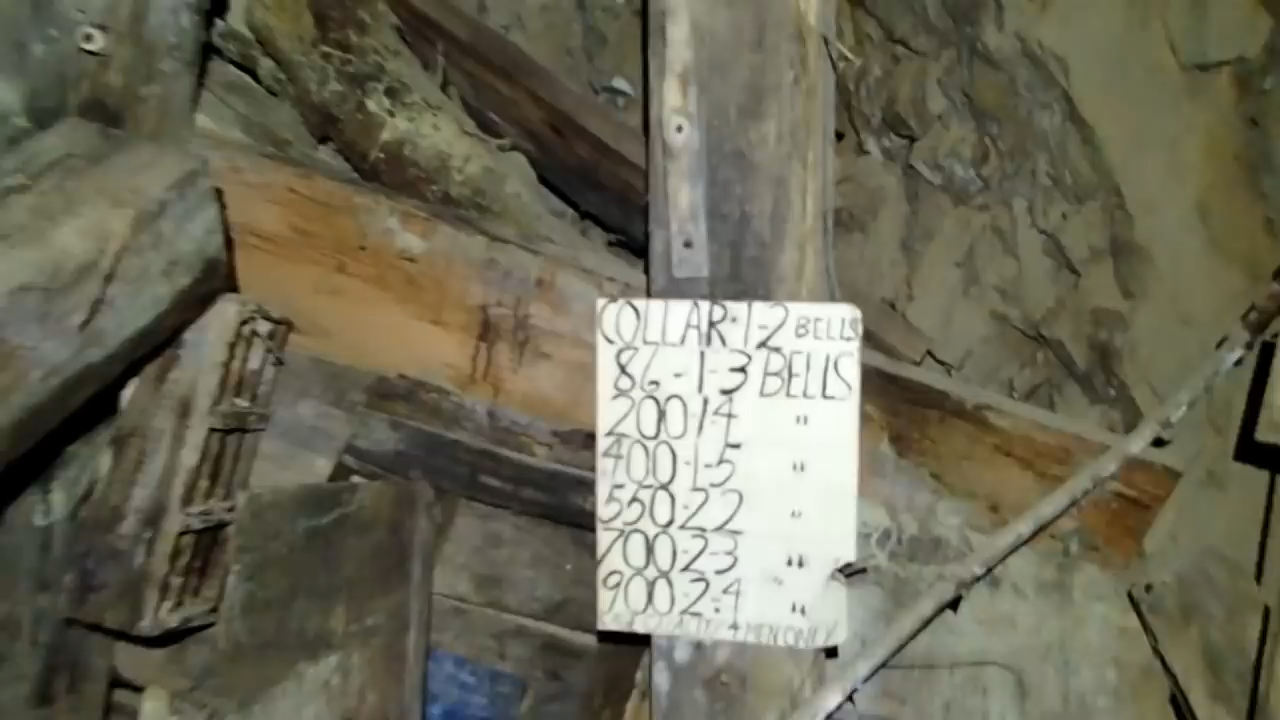 COLLAR·1-2 BELLS
86-1-3 BELLS
200 1 4 "
400-1-5 "
550·2 2 "
700·2-3 "
900·2-4 "
MEN ONLY